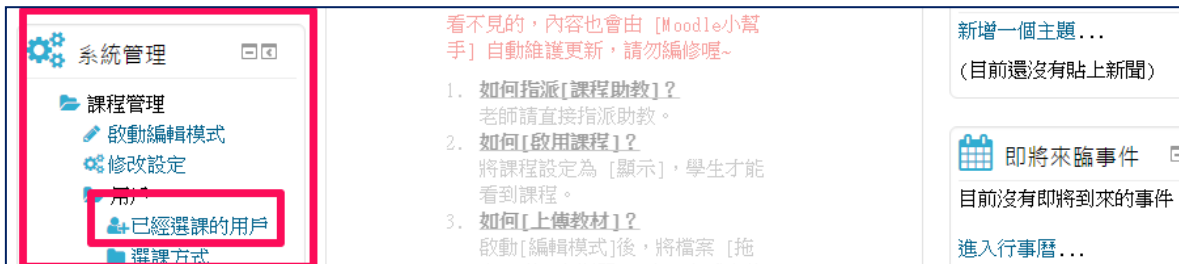 系統管理
課程管理
啟動編輯模式
修改設定
用戶
已經選課的用戶
選課方式
看不見的，內容也會由 [Moodle小幫
手] 自動維護更新，請勿編修喔~
1. 如何指派[課程助教]？
老師請直接指派助教。
2. 如何[啟用課程]？
將課程設定為 [顯示]，學生才能
看到課程。
3. 如何[上傳教材]？
啟動[編輯模式]後，將檔案 [拖
新增一個主題...
(目前還沒有貼上新聞)
即將來臨事件
目前沒有即將到來的事件
進入行事曆...